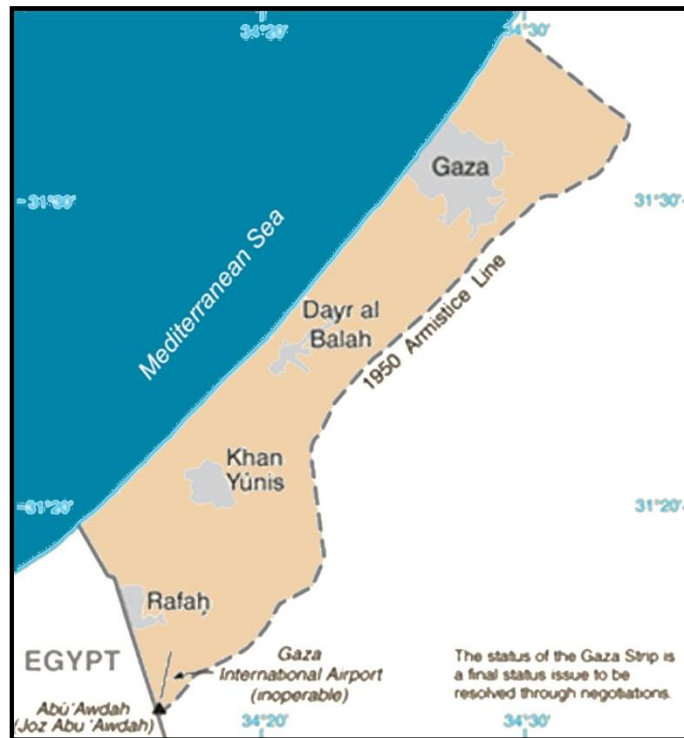 34°20'
34°30'
Gaza
31°30'
31°30'
Mediterranean Sea
Dayr al
Balah
1950 Armistice Line
Khan
Yūnis
31°20'
31°20'
Rafaḥ
EGYPT
Gaza
International Airport
(inoperable)
Abū 'Awdah
(Joz Abu 'Awdah)
The status of the Gaza Strip is
a final status issue to be
resolved through negotiations.
34°20'
34°30'